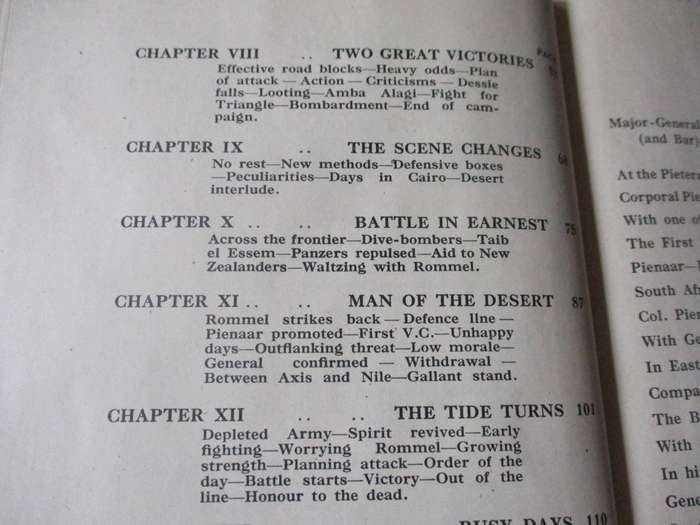 PAGE
CHAPTER VIII .. TWO GREAT VICTORIES
Effective road blocks—Heavy odds—Plan
of attack — Action — Criticisms — Dessie
falls—Looting—Amba Alagi—Fight for
Triangle—Bombardment—End of cam-
paign.
CHAPTER IX .. THE SCENE CHANGES
No rest—New methods—Defensive boxes
—Peculiarities—Days in Cairo—Desert
interlude.
CHAPTER X .. .. BATTLE IN EARNEST 75
Across the frontier—Dive-bombers—Taib
el Essem—Panzers repulsed—Aid to New
Zealanders—Waltzing with Rommel.
CHAPTER XI .. .. MAN OF THE DESERT 87
Rommel strikes back — Defence line —
Pienaar promoted—First V.C.—Unhappy
days—Outflanking threat—Low morale—
General confirmed — Withdrawal —
Between Axis and Nile—Gallant stand.
CHAPTER XII .. .. THE TIDE TURNS 101
Depleted Army—Spirit revived—Early
fighting—Worrying Rommel—Growing
strength—Planning attack—Order of the
day—Battle starts—Victory—Out of the
line—Honour to the dead.
BUSY DAYS 110
Major-General
(and Bar)
At the Pieterm
Corporal Pie
With one of
The First
Pienaar—
South Afr
Col. Pien
With Ge
In East
Compa
The B
With
In hi
Gene